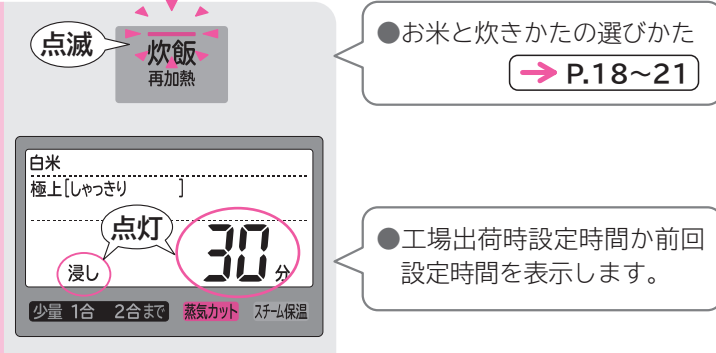 点滅
炊飯
再加熱
●お米と炊きかたの選びかた
→ P.18～21
白米
極上[しゃっきり ]
点灯
浸し
30分
少量 1合 2合まで 蒸気カット スチーム保温
●工場出荷時設定時間か前回
設定時間を表示します。